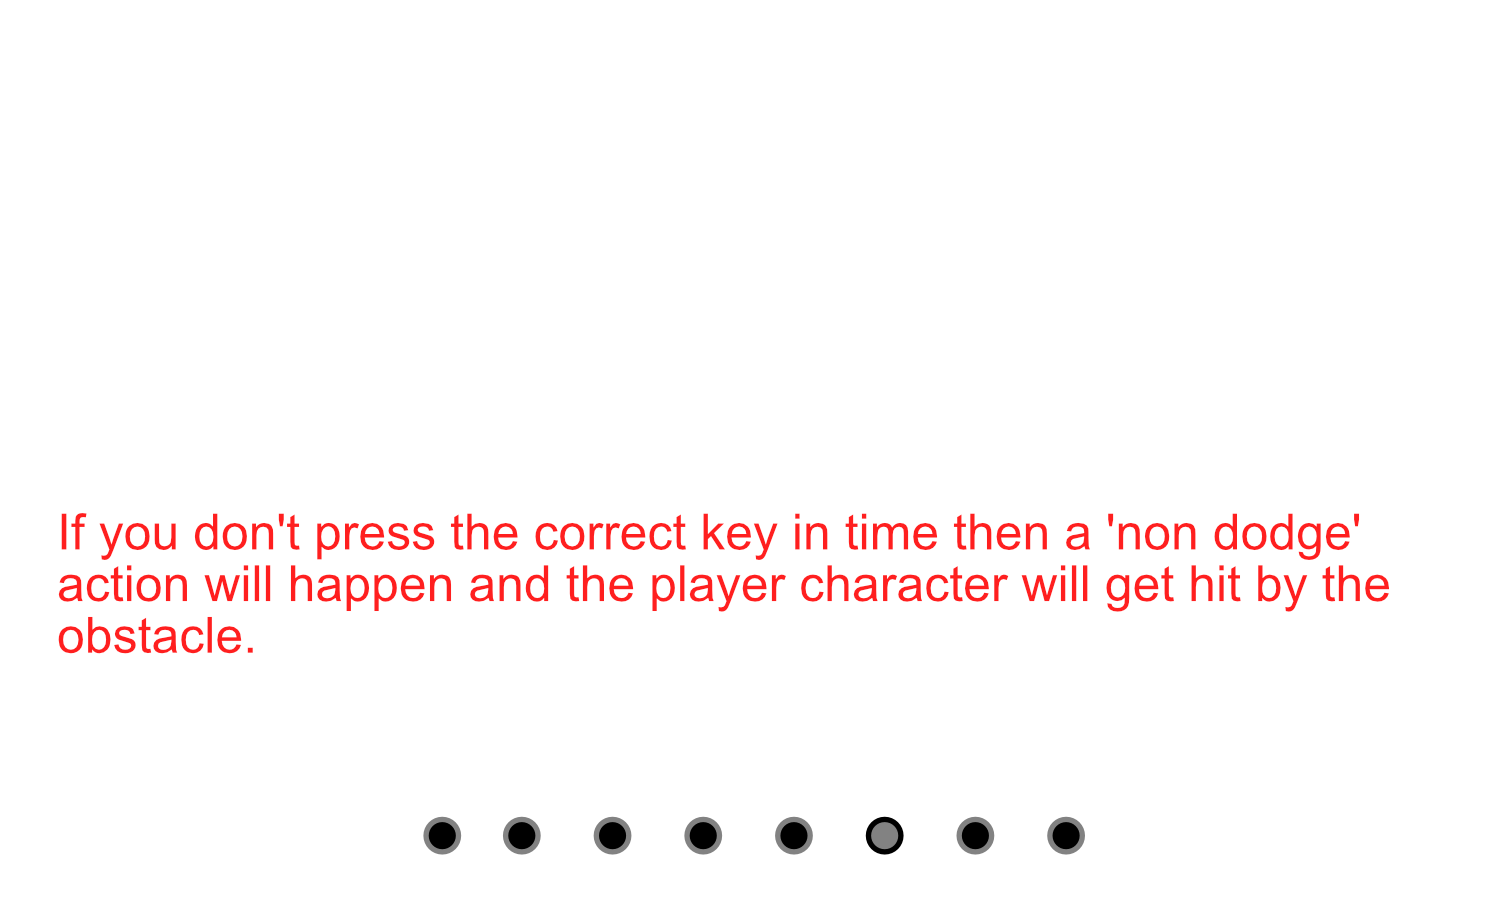 If you don't press the correct key in time then a 'non dodge'
action will happen and the player character will get hit by the
obstacle.